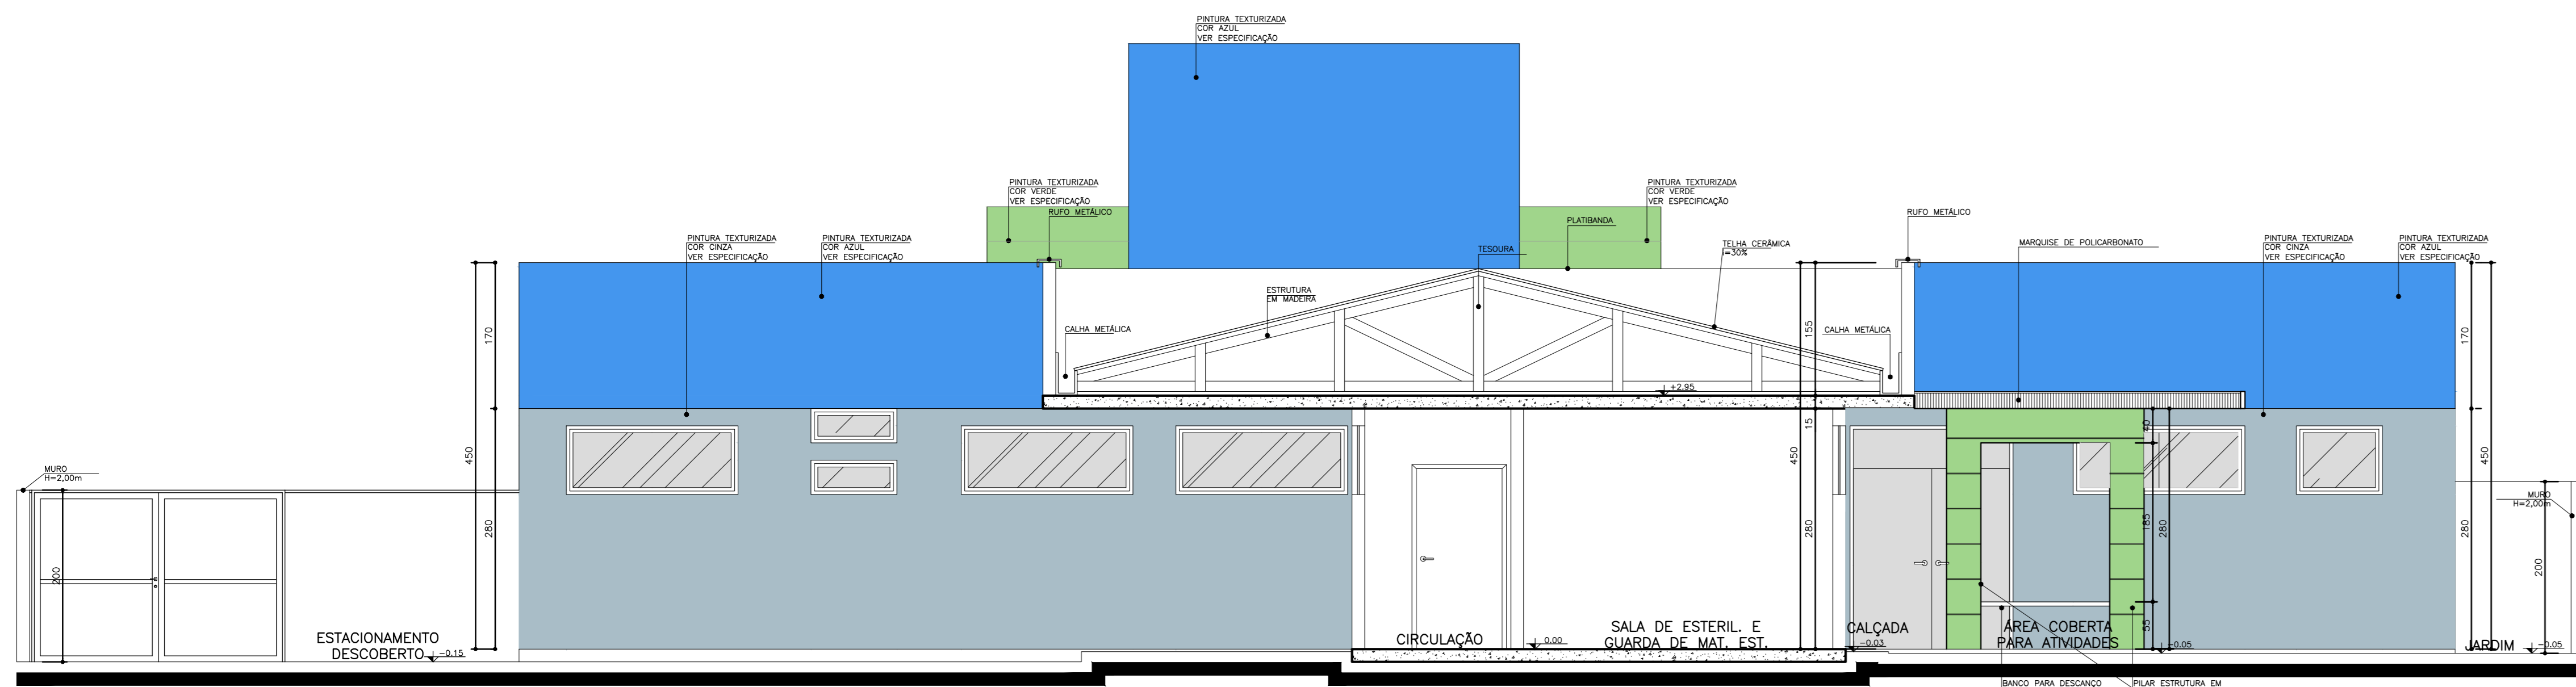 PINTURA TEXTURIZADA
COR AZUL
VER ESPECIFICAÇÃO
PINTURA TEXTURIZADA
COR VERDE
VER ESPECIFICAÇÃO
RUFO METÁLICO
PINTURA TEXTURIZADA
COR VERDE
VER ESPECIFICAÇÃO
PLATIBANDA
RUFO METÁLICO
PINTURA TEXTURIZADA
COR CINZA
VER ESPECIFICAÇÃO
PINTURA TEXTURIZADA
COR AZUL
VER ESPECIFICAÇÃO
TESOURA
TELHA CERÂMICA
i=30%
MARQUISE DE POLICARBONATO
PINTURA TEXTURIZADA
COR CINZA
VER ESPECIFICAÇÃO
PINTURA TEXTURIZADA
COR AZUL
VER ESPECIFICAÇÃO
ESTRUTURA
EM MADEIRA
CALHA METÁLICA
CALHA METÁLICA
170
155
170
+2.95
15
40
450
450
450
MURO
H=2,00m
MURO
H=2,00m
280
280
185
280
280
200
200
55
ESTACIONAMENTO
DESCOBERTO
-0.15
CIRCULAÇÃO
0.00
SALA DE ESTERIL. E
GUARDA DE MAT. EST.
CALÇADA
-0.03
ÁREA COBERTA
PARA ATIVIDADES
-0.05
JARDIM
-0.05
BANCO PARA DESCANÇO
PILAR ESTRUTURA EM